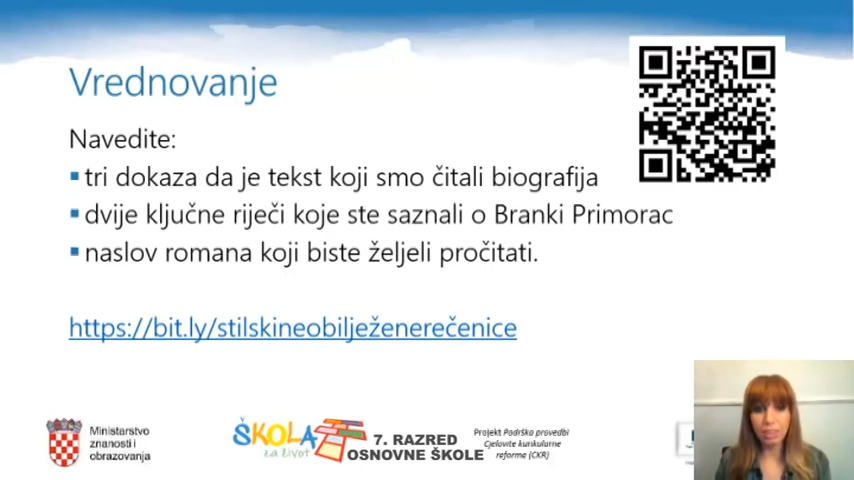 Vrednovanje
Navedite:
tri dokaza da je tekst koji smo čitali biografija
dvije ključne riječi koje ste saznali o Branki Primorac
naslov romana koji biste željeli pročitati.
https://bit.ly/stilskineobilježenerečenice
Ministarstvo
znanosti i
obrazovanja
ŠKOLA
za život
7. RAZRED
OSNOVNE ŠKOLE
Projekt Podrška provedbi
Cjelovite kurikularne
reforme (CKR)